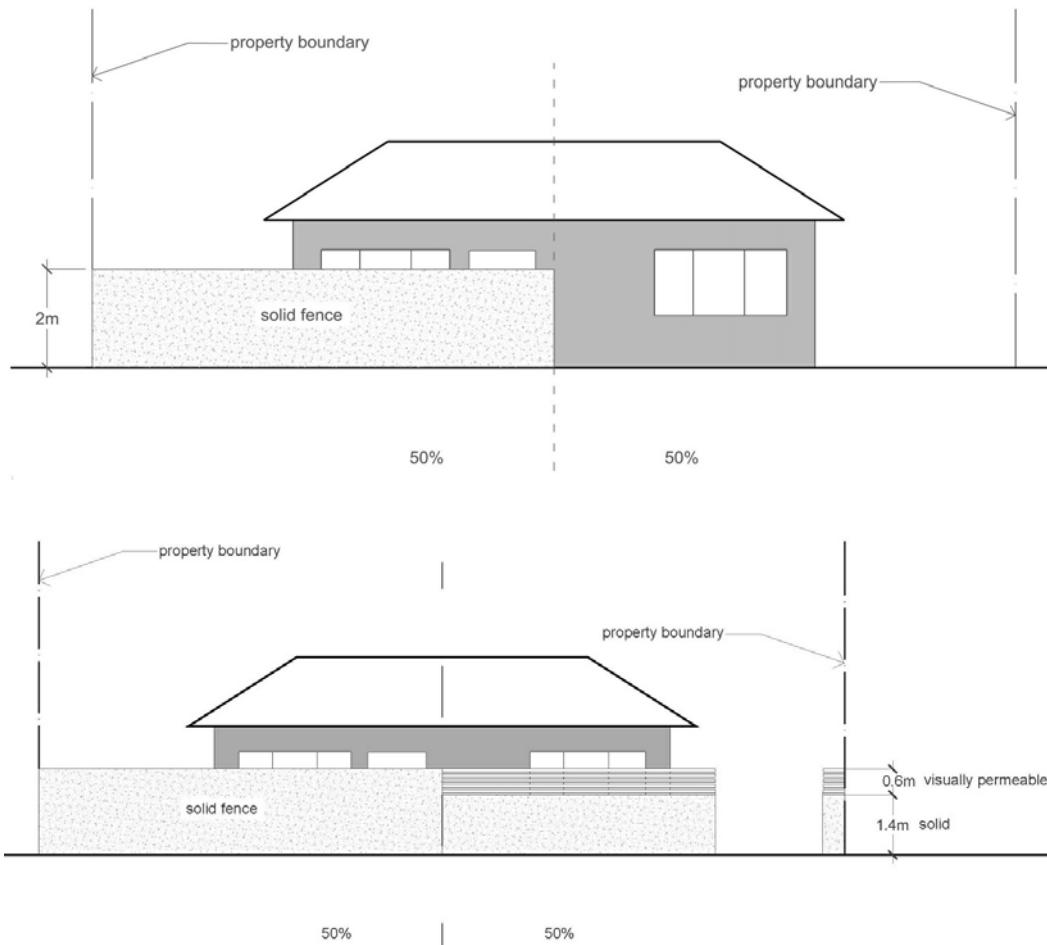 property boundary
property boundary
2m
solid fence
50%
50%
property boundary
property boundary
0.6m visually permeable
solid fence
1.4m solid
50%
50%